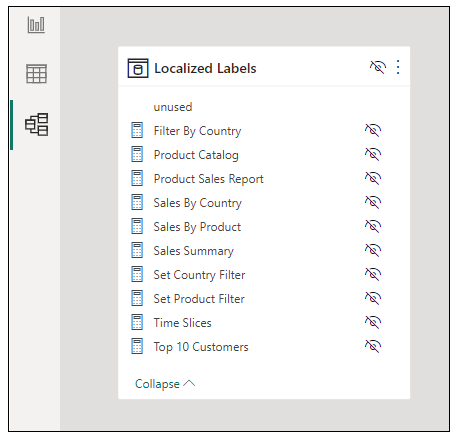 Localized Labels
unused
Filter By Country
Product Catalog
Product Sales Report
Sales By Country
Sales By Product
Sales Summary
Set Country Filter
Set Product Filter
Time Slices
Top 10 Customers
Collapse